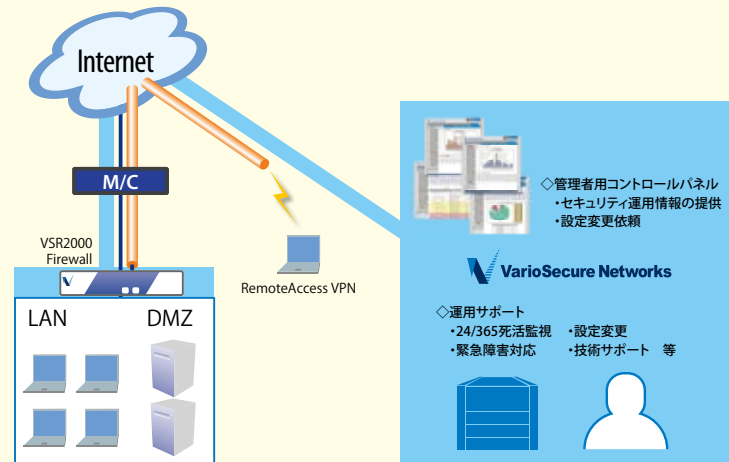 Internet
M/C
VSR2000
Firewall
RemoteAccess VPN
LAN
DMZ
◇管理者用コントロールパネル
・セキュリティ運用情報の提供
・設定変更依頼
VarioSecure Networks
◇運用サポート
・24/365死活監視 ・設定変更
・緊急障害対応 ・技術サポート 等